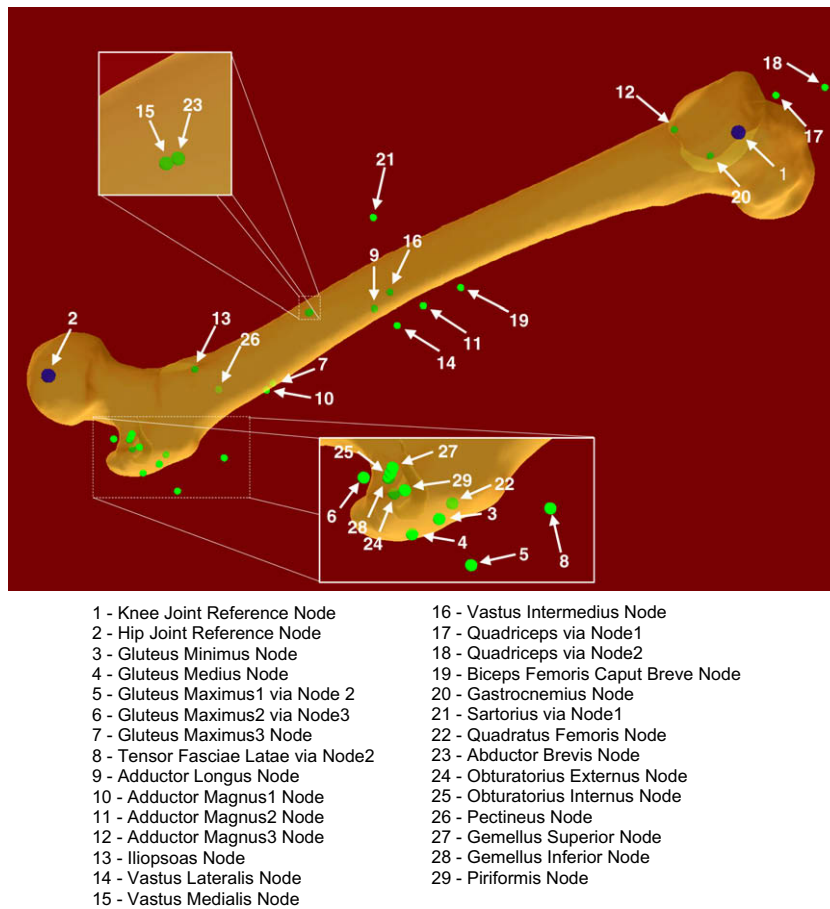 18
12
15
23
17
21
1
20
9
16
19
2
13
11
26
14
7
10
27
25
29
22
6
28
3
24
4
5
8
1 - Knee Joint Reference Node
2 - Hip Joint Reference Node
3 - Gluteus Minimus Node
4 - Gluteus Medius Node
5 - Gluteus Maximus1 via Node 2
6 - Gluteus Maximus2 via Node3
7 - Gluteus Maximus3 Node
8 - Tensor Fasciae Latae via Node2
9 - Adductor Longus Node
10 - Adductor Magnus1 Node
11 - Adductor Magnus2 Node
12 - Adductor Magnus3 Node
13 - Iliopsoas Node
14 - Vastus Lateralis Node
15 - Vastus Medialis Node
16 - Vastus Intermedius Node
17 - Quadriceps via Node1
18 - Quadriceps via Node2
19 - Biceps Femoris Caput Breve Node
20 - Gastrocnemius Node
21 - Sartorius via Node1
22 - Quadratus Femoris Node
23 - Abductor Brevis Node
24 - Obturatorius Externus Node
25 - Obturatorius Internus Node
26 - Pectineus Node
27 - Gemellus Superior Node
28 - Gemellus Inferior Node
29 - Piriformis Node